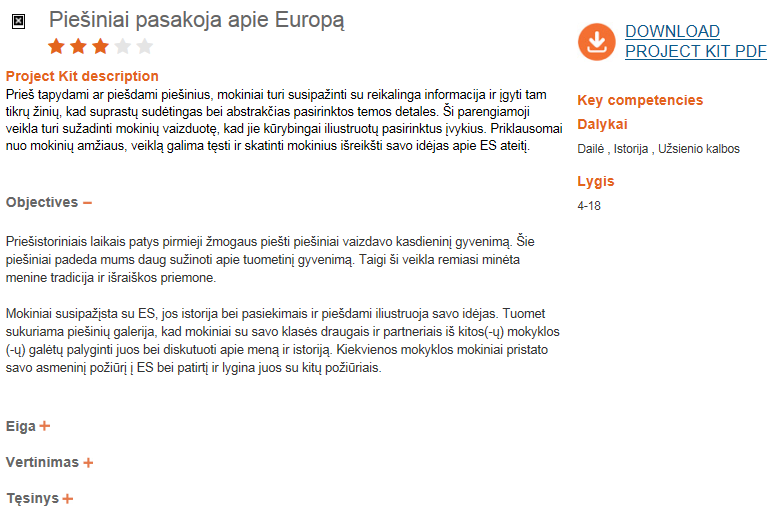 Piešiniai pasakoja apie Europą
Project Kit description
Prieš tapydami ar piešdami piešinius, mokiniai turi susipažinti su reikalinga informacija ir įgyti tam
tikrų žinių, kad suprastų sudėtingas bei abstrakčias pasirinktos temos detales. Ši parengiamoji
veikla turi sužadinti mokinių vaizduotę, kad jie kūrybingai iliustruotų pasirinktus įvykius. Priklausomai
nuo mokinių amžiaus, veiklą galima tęsti ir skatinti mokinius išreikšti savo idėjas apie ES ateitį.
Objectives
Priešistoriniais laikais patys pirmieji žmogaus piešti piešiniai vaizdavo kasdieninį gyvenimą. Šie
piešiniai padeda mums daug sužinoti apie tuometinį gyvenimą. Taigi ši veikla remiasi minėta
menine tradicija ir išraiškos priemone.
Mokiniai susipažįsta su ES, jos istorija bei pasiekimais ir piešdami iliustruoja savo idėjas. Tuomet
sukuriama piešinių galerija, kad mokiniai su savo klasės draugais ir partneriais iš kitos(-ų) mokyklos
(-ų) galėtų palyginti juos bei diskutuoti apie meną ir istoriją. Kiekvienos mokyklos mokiniai pristato
savo asmeninį požiūrį į ES bei patirtį ir lygina juos su kitų požiūriais.
Eiga
Vertinimas
Tęsinys
DOWNLOAD
PROJECT KIT PDF
Key competencies
Dalykai
Dailė , Istorija , Užsienio kalbos
Lygis
4-18